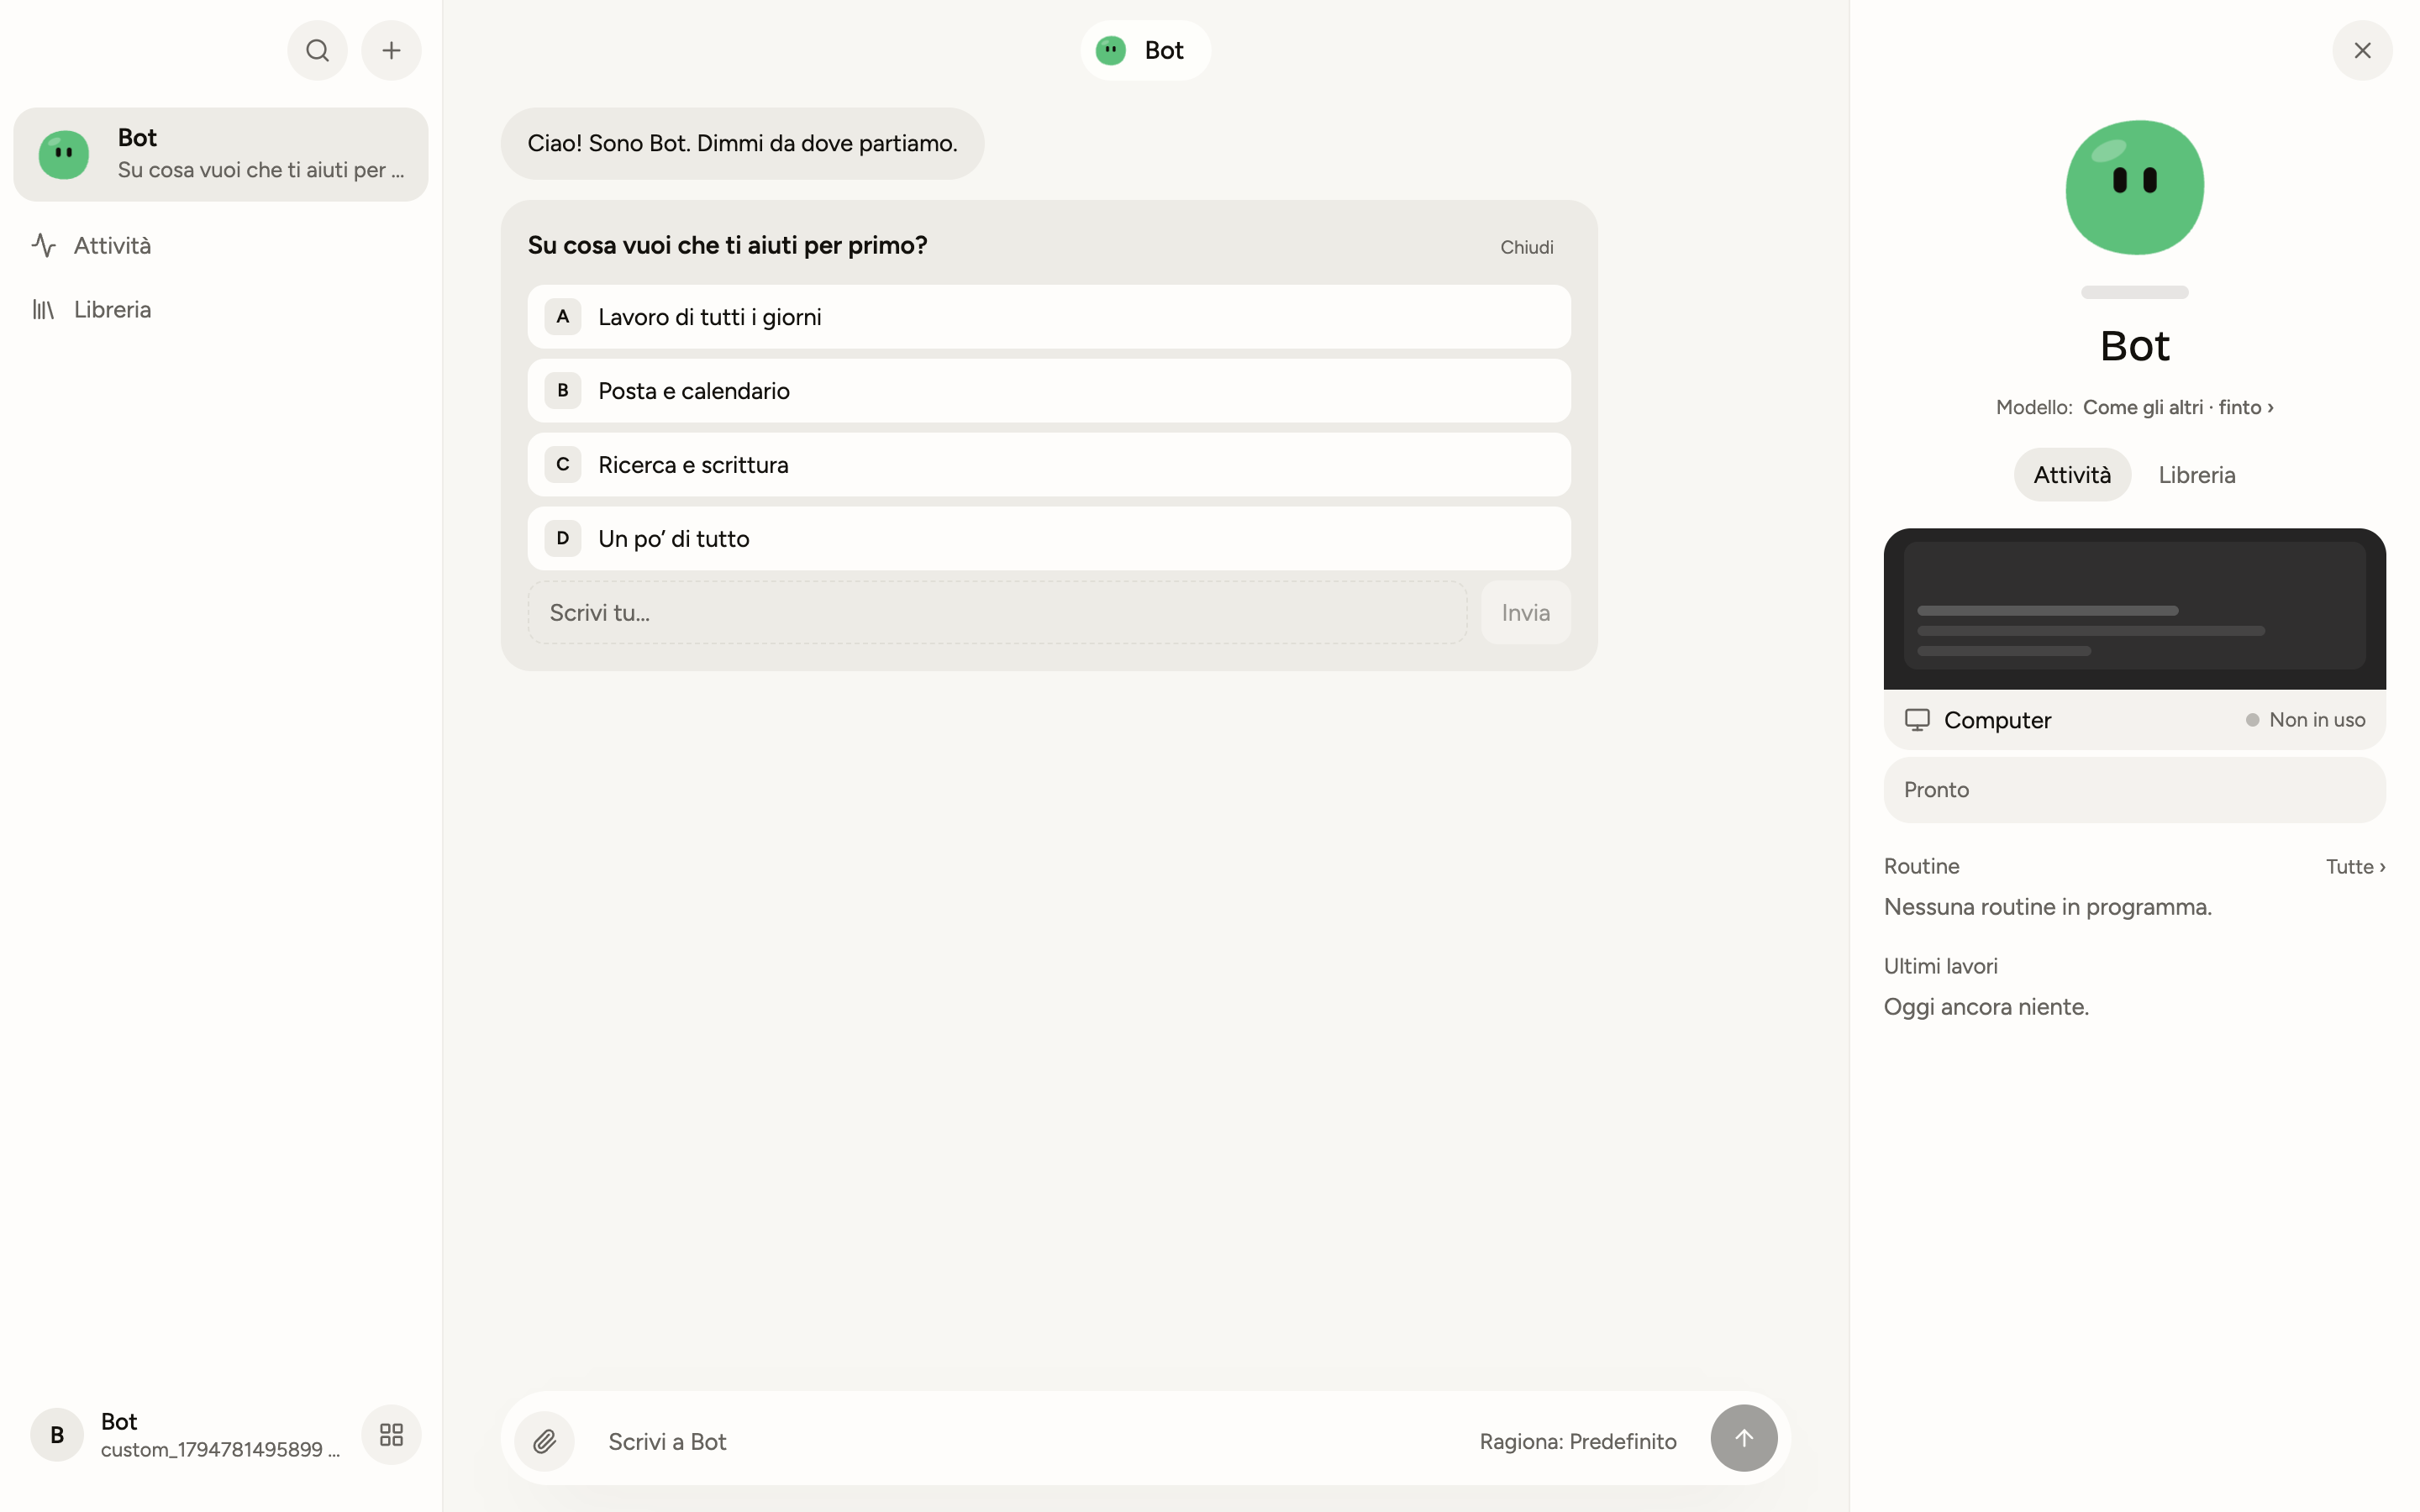 Bot
Su cosa vuoi che ti aiuti per ...
Attività
Libreria
B
Bot
custom_1794781495899 ...
Bot
Ciao! Sono Bot. Dimmi da dove partiamo.
Su cosa vuoi che ti aiuti per primo?
Chiudi
A Lavoro di tutti i giorni
B Posta e calendario
C Ricerca e scrittura
D Un po’ di tutto
Scrivi tu...
Invia
Scrivi a Bot
Ragiona: Predefinito
Bot
Modello: Come gli altri · finto ›
Attività Libreria
Computer
Non in uso
Pronto
Routine
Tutte ›
Nessuna routine in programma.
Ultimi lavori
Oggi ancora niente.